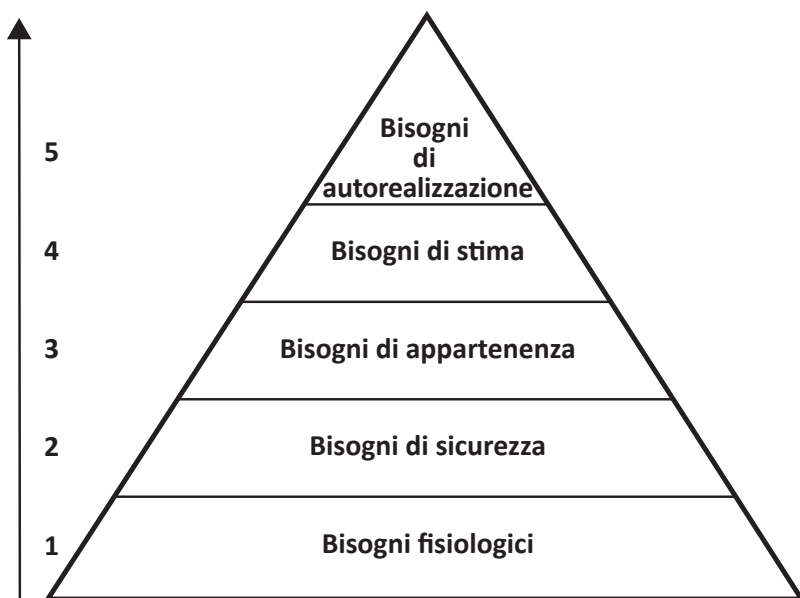 5
Bisogni
di
autorealizzazione
4
Bisogni di stima
3
Bisogni di appartenenza
2
Bisogni di sicurezza
1
Bisogni fisiologici